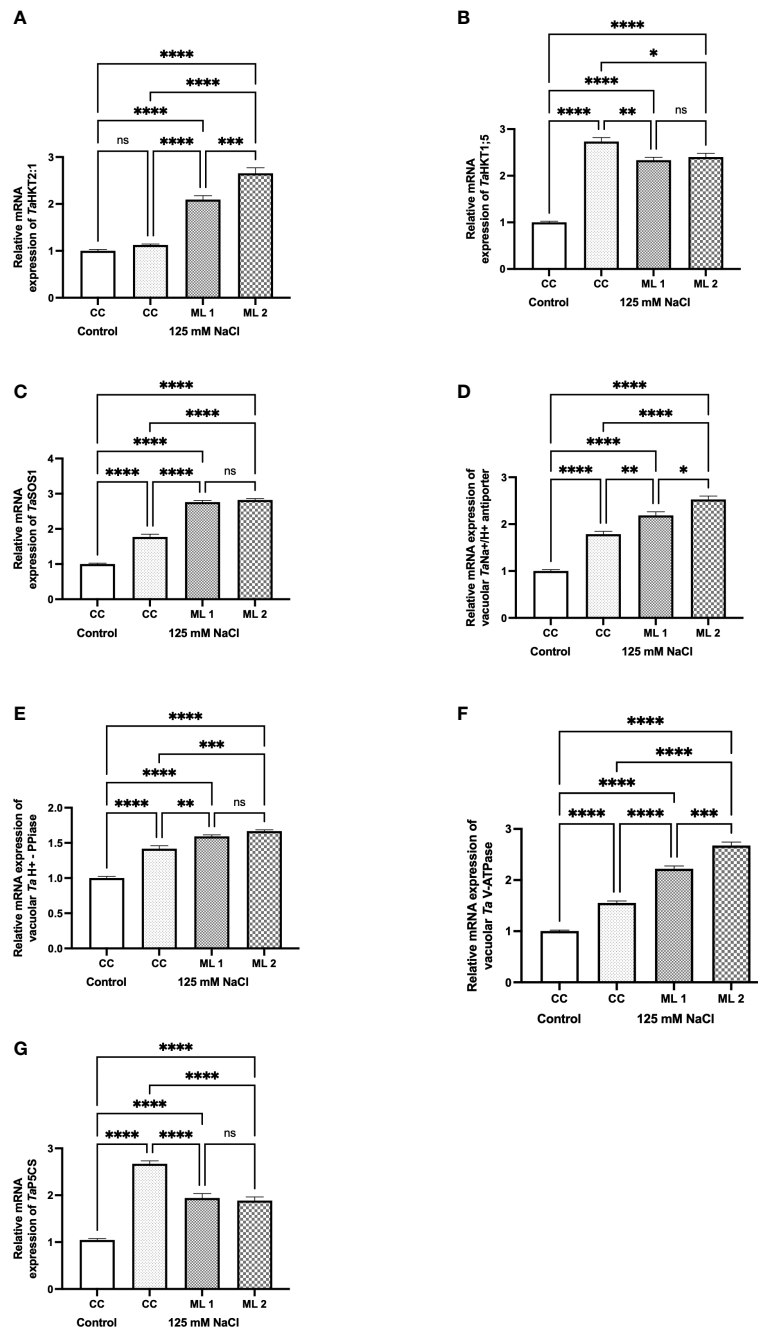 A
****
****
****
ns
****
***
Relative mRNA
expression of TaHKT2:1
3
2
1
0
CC
CC
ML 1
ML 2
Control
125 mM NaCl
B
****
*
****
****
**
ns
Relative mRNA
expression of TaHKT1;5
3
2
1
0
CC
CC
ML 1
ML 2
Control
125 mM NaCl
C
****
****
****
****
****
ns
Relative mRNA
expression of TaSOS1
4
3
2
1
0
CC
CC
ML 1
ML 2
Control
125 mM NaCl
D
****
****
****
****
**
*
Relative mRNA expression of
vacuolar TaNa+/H+ antiporter
3
2
1
0
CC
CC
ML 1
ML 2
Control
125 mM NaCl
E
****
***
****
****
**
ns
Relative mRNA expression of
vacuolar Ta H+ - PPiase
2.0
1.5
1.0
0.5
0.0
CC
CC
ML 1
ML 2
Control
125 mM NaCl
F
****
****
****
****
****
***
Relative mRNA expression of
vacuolar Ta V-ATPase
3
2
1
0
CC
CC
ML 1
ML 2
Control
125 mM NaCl
G
****
****
****
****
****
ns
Relative mRNA
expression of TaP5CS
3
2
1
0
CC
CC
ML 1
ML 2
Control
125 mM NaCl